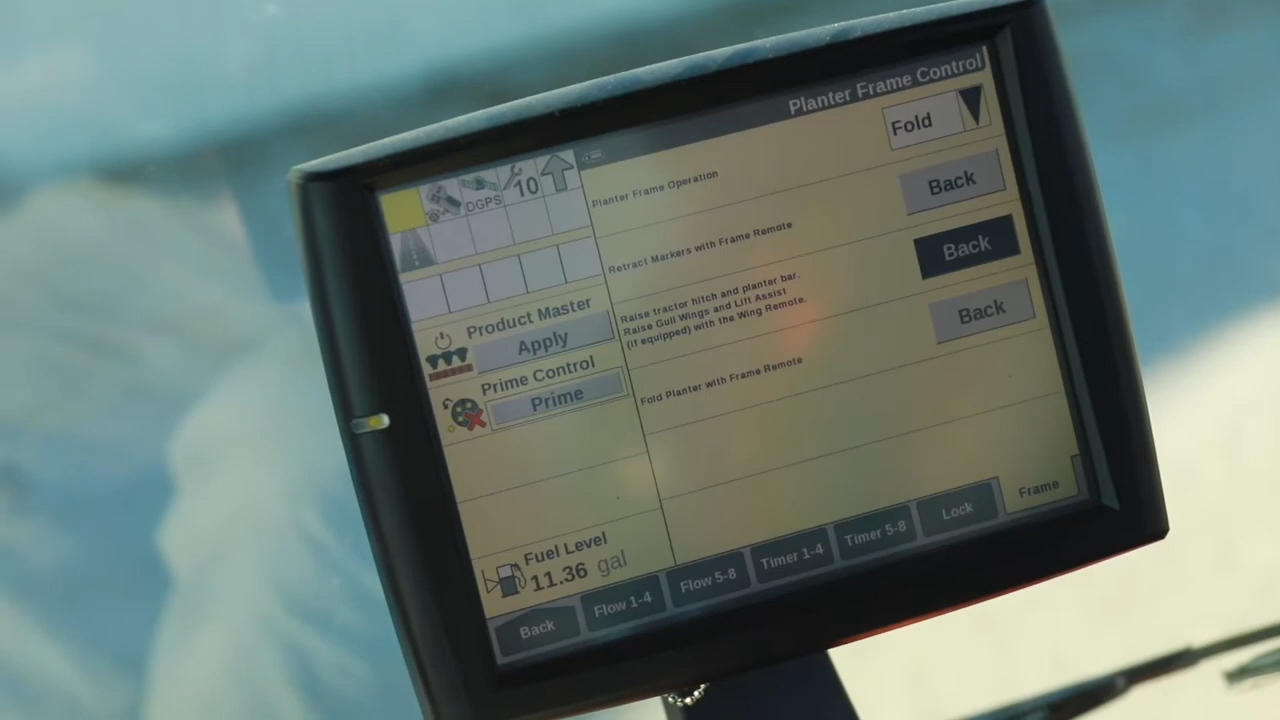 Planter Frame Control
10
DGPS
Planter Frame Operation
Fold
Retract Markers with Frame Remote
Back
Raise tractor hitch and planter bar.
Raise Gull Wings and Lift Assist
(if equipped) with the Wing Remote.
Back
Fold Planter with Frame Remote
Back
Product Master
Apply
Prime Control
Prime
Fuel Level
11.36 gal
Back
Flow 1-4
Flow 5-8
Timer 1-4
Timer 5-8
Lock
Frame